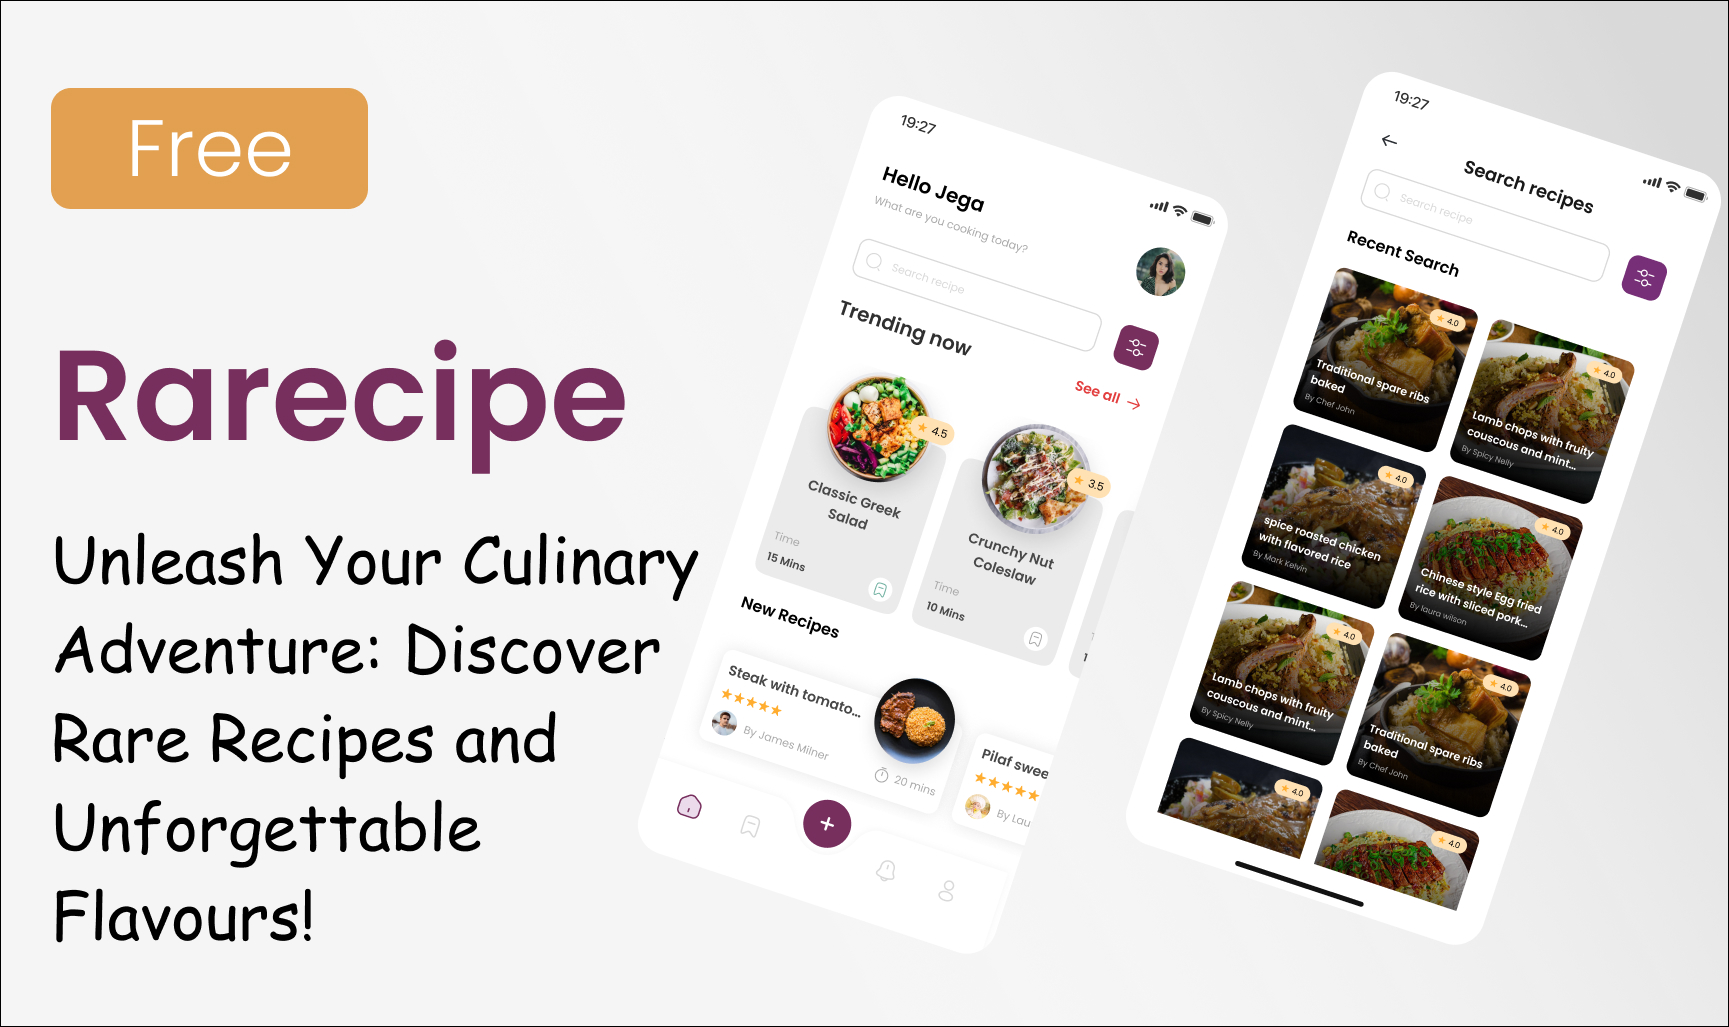 Free
Rarecipe
Unleash Your Culinary
Adventure: Discover
Rare Recipes and
Unforgettable
Flavours!
19:27
Hello Jega
What are you cooking today?
Search recipe
Trending now
See all
4.5
Classic Greek
Salad
Time
15 Mins
3.5
Crunchy Nut
Coleslaw
Time
10 Mins
New Recipes
Steak with tomato...
By James Milner
20 mins
Pilaf swee
By Lau
19:27
Search recipes
Search recipe
Recent Search
4.0
Traditional spare ribs
baked
By Chef John
4.0
Lamb chops with fruity
couscous and mint...
By Spicy Nelly
4.0
spice roasted chicken
with flavored rice
By Mark Kelvin
4.0
Chinese style Egg fried
rice with sliced pork...
By laura wilson
4.0
Lamb chops with fruity
couscous and mint...
By Spicy Nelly
4.0
Traditional spare ribs
baked
By Chef John
4.0
4.0